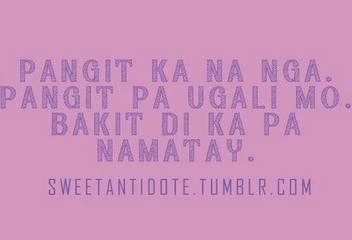 PANGIT KA NA NGA.
PANGIT PA UGALI MO.
BAKIT DI KA PA
NAMATAY.
SWEETANTIDOTE.TUMBLR.COM